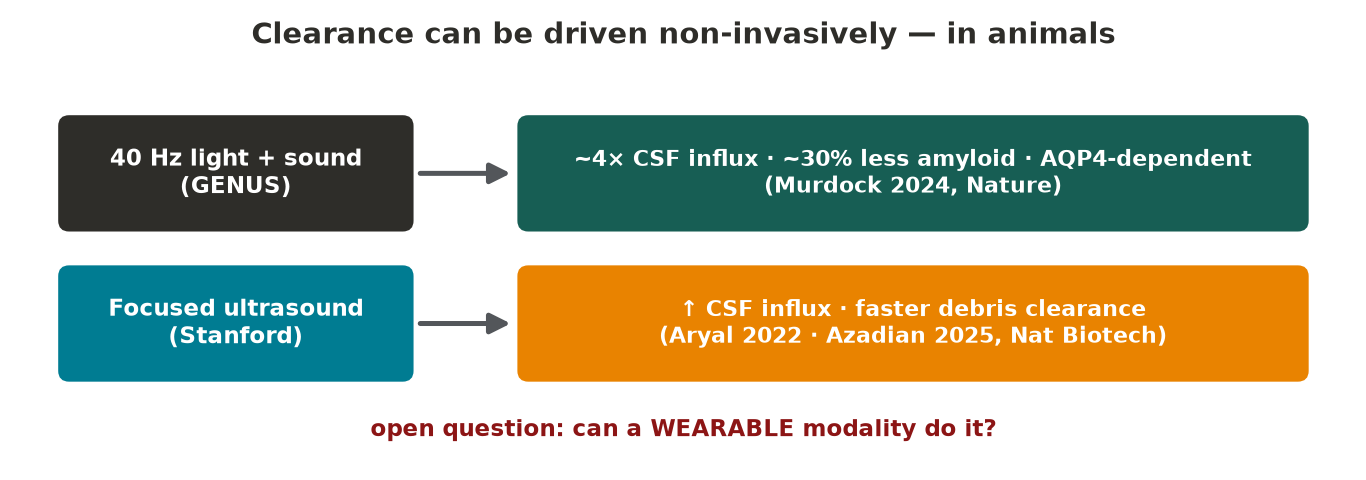 Clearance can be driven non-invasively — in animals
40 Hz light + sound
(GENUS)
~4× CSF influx · ~30% less amyloid · AQP4-dependent
(Murdock 2024, Nature)
Focused ultrasound
(Stanford)
↑ CSF influx · faster debris clearance
(Aryal 2022 · Azadian 2025, Nat Biotech)
open question: can a WEARABLE modality do it?